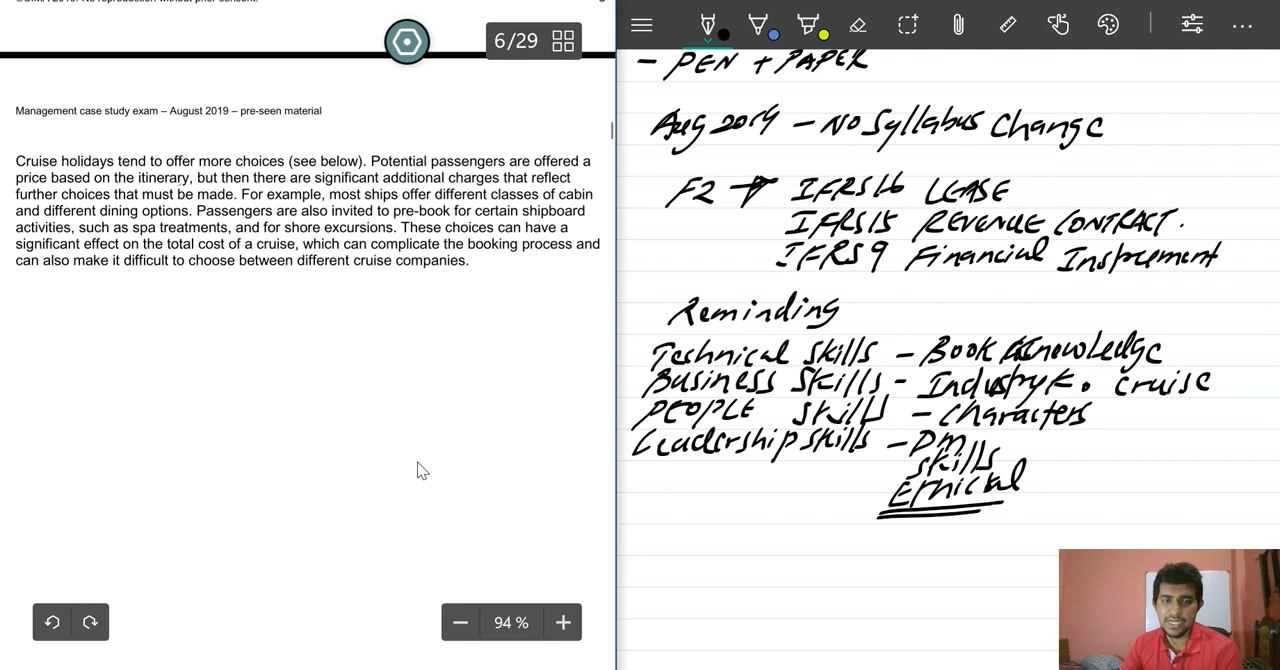 6/29
Management case study exam – August 2019 – pre-seen material
Cruise holidays tend to offer more choices (see below). Potential passengers are offered a
price based on the itinerary, but then there are significant additional charges that reflect
further choices that must be made. For example, most ships offer different classes of cabin
and different dining options. Passengers are also invited to pre-book for certain shipboard
activities, such as spa treatments, and for shore excursions. These choices can have a
significant effect on the total cost of a cruise, which can complicate the booking process and
can also make it difficult to choose between different cruise companies.
94 %
- PEN + PAPER
Aug 2019 - No Syllabus Change
F2 → IFRS16 LEASE
IFRS15 REVENUE CONTRACT.
IFRS9 Financial Instrument
Reminding
Technical skills - Book Knowledge
Business skills - Industry K. Cruise
PEOPLE skills - characters
Leadership skills - DM
skills
Ethical